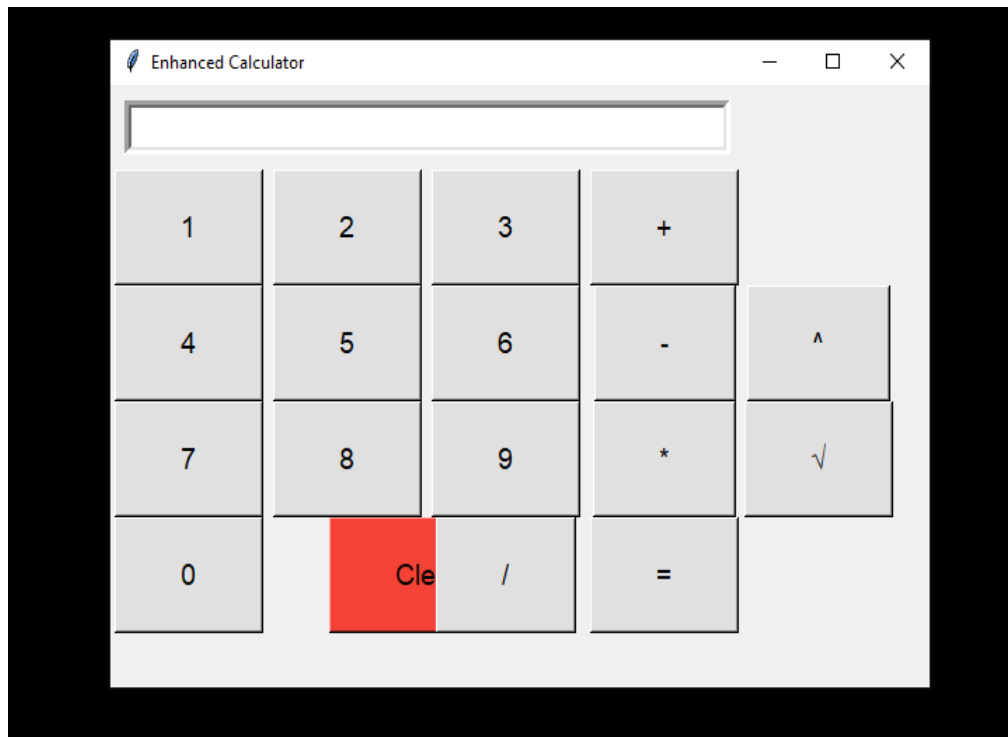 Enhanced Calculator
1 2 3 +
4 5 6 - ^
7 8 9 * √
0 Cle / =